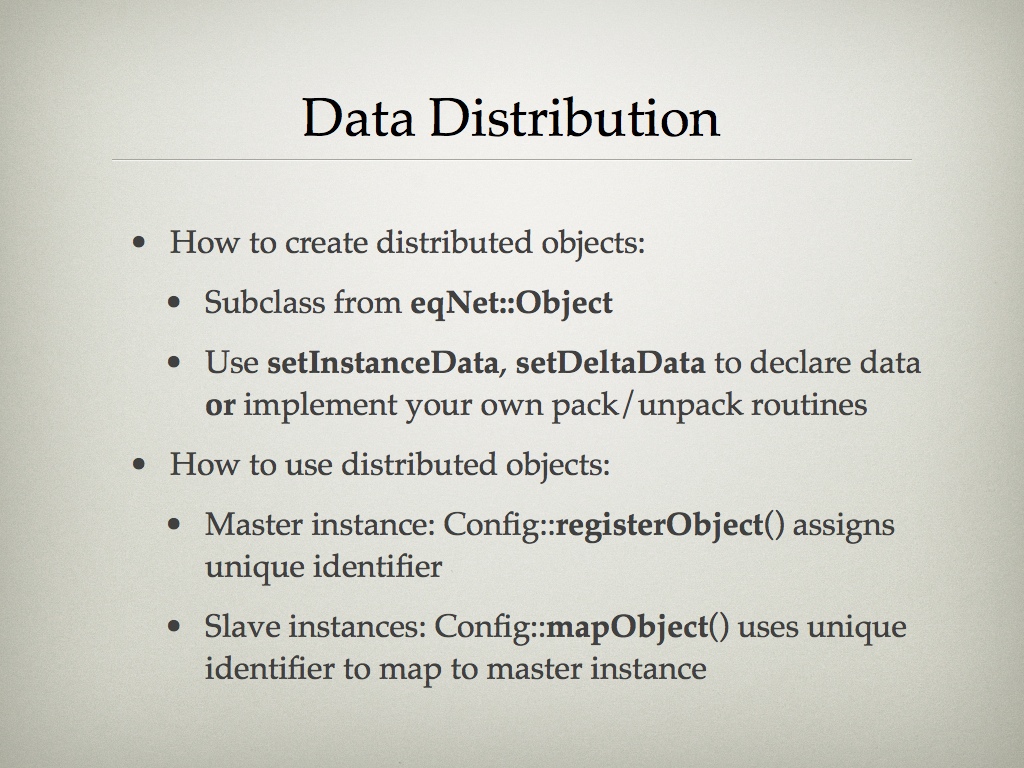 Data Distribution
• How to create distributed objects:
• Subclass from eqNet::Object
• Use setInstanceData, setDeltaData to declare data
or implement your own pack/unpack routines
• How to use distributed objects:
• Master instance: Config::registerObject() assigns
unique identifier
• Slave instances: Config::mapObject() uses unique
identifier to map to master instance